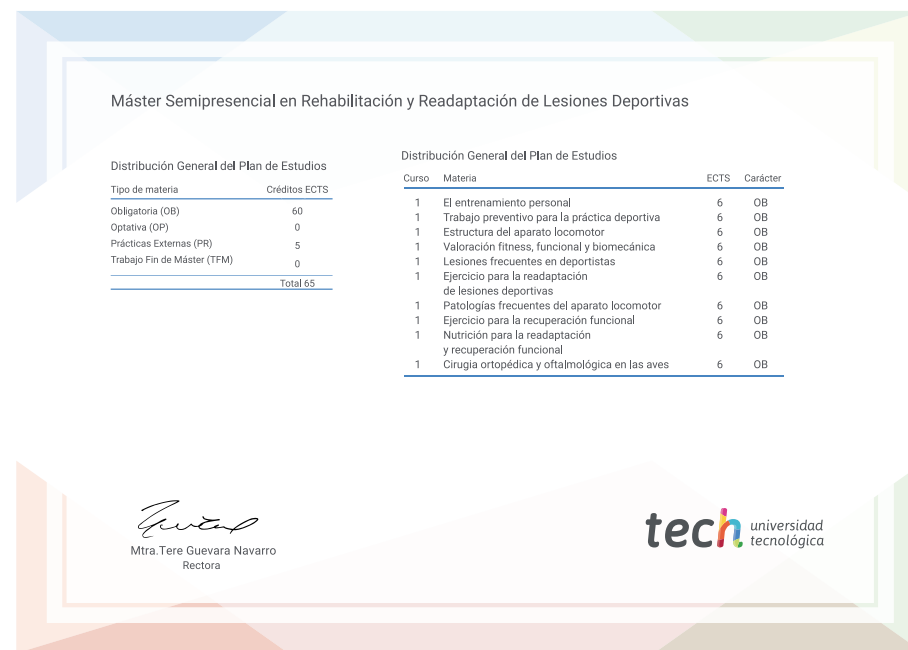 Máster Semipresencial en Rehabilitación y Readaptación de Lesiones Deportivas
Distribución General del Plan de Estudios
Tipo de materia Créditos ECTS
Obligatoria (OB) 60
Optativa (OP) 0
Prácticas Externas (PR) 5
Trabajo Fin de Máster (TFM) 0
Total 65
Distribución General del Plan de Estudios
Curso Materia ECTS Carácter
1 El entrenamiento personal 6 OB
1 Trabajo preventivo para la práctica deportiva 6 OB
1 Estructura del aparato locomotor 6 OB
1 Valoración fitness, funcional y biomecánica 6 OB
1 Lesiones frecuentes en deportistas 6 OB
1 Ejercicio para la readaptación 6 OB
de lesiones deportivas
1 Patologías frecuentes del aparato locomotor 6 OB
1 Ejercicio para la recuperación funcional 6 OB
1 Nutrición para la readaptación 6 OB
y recuperación funcional
1 Cirugia ortopédica y oftalmológica en las aves 6 OB
Mtra.Tere Guevara Navarro
Rectora
tech universidad
tecnológica